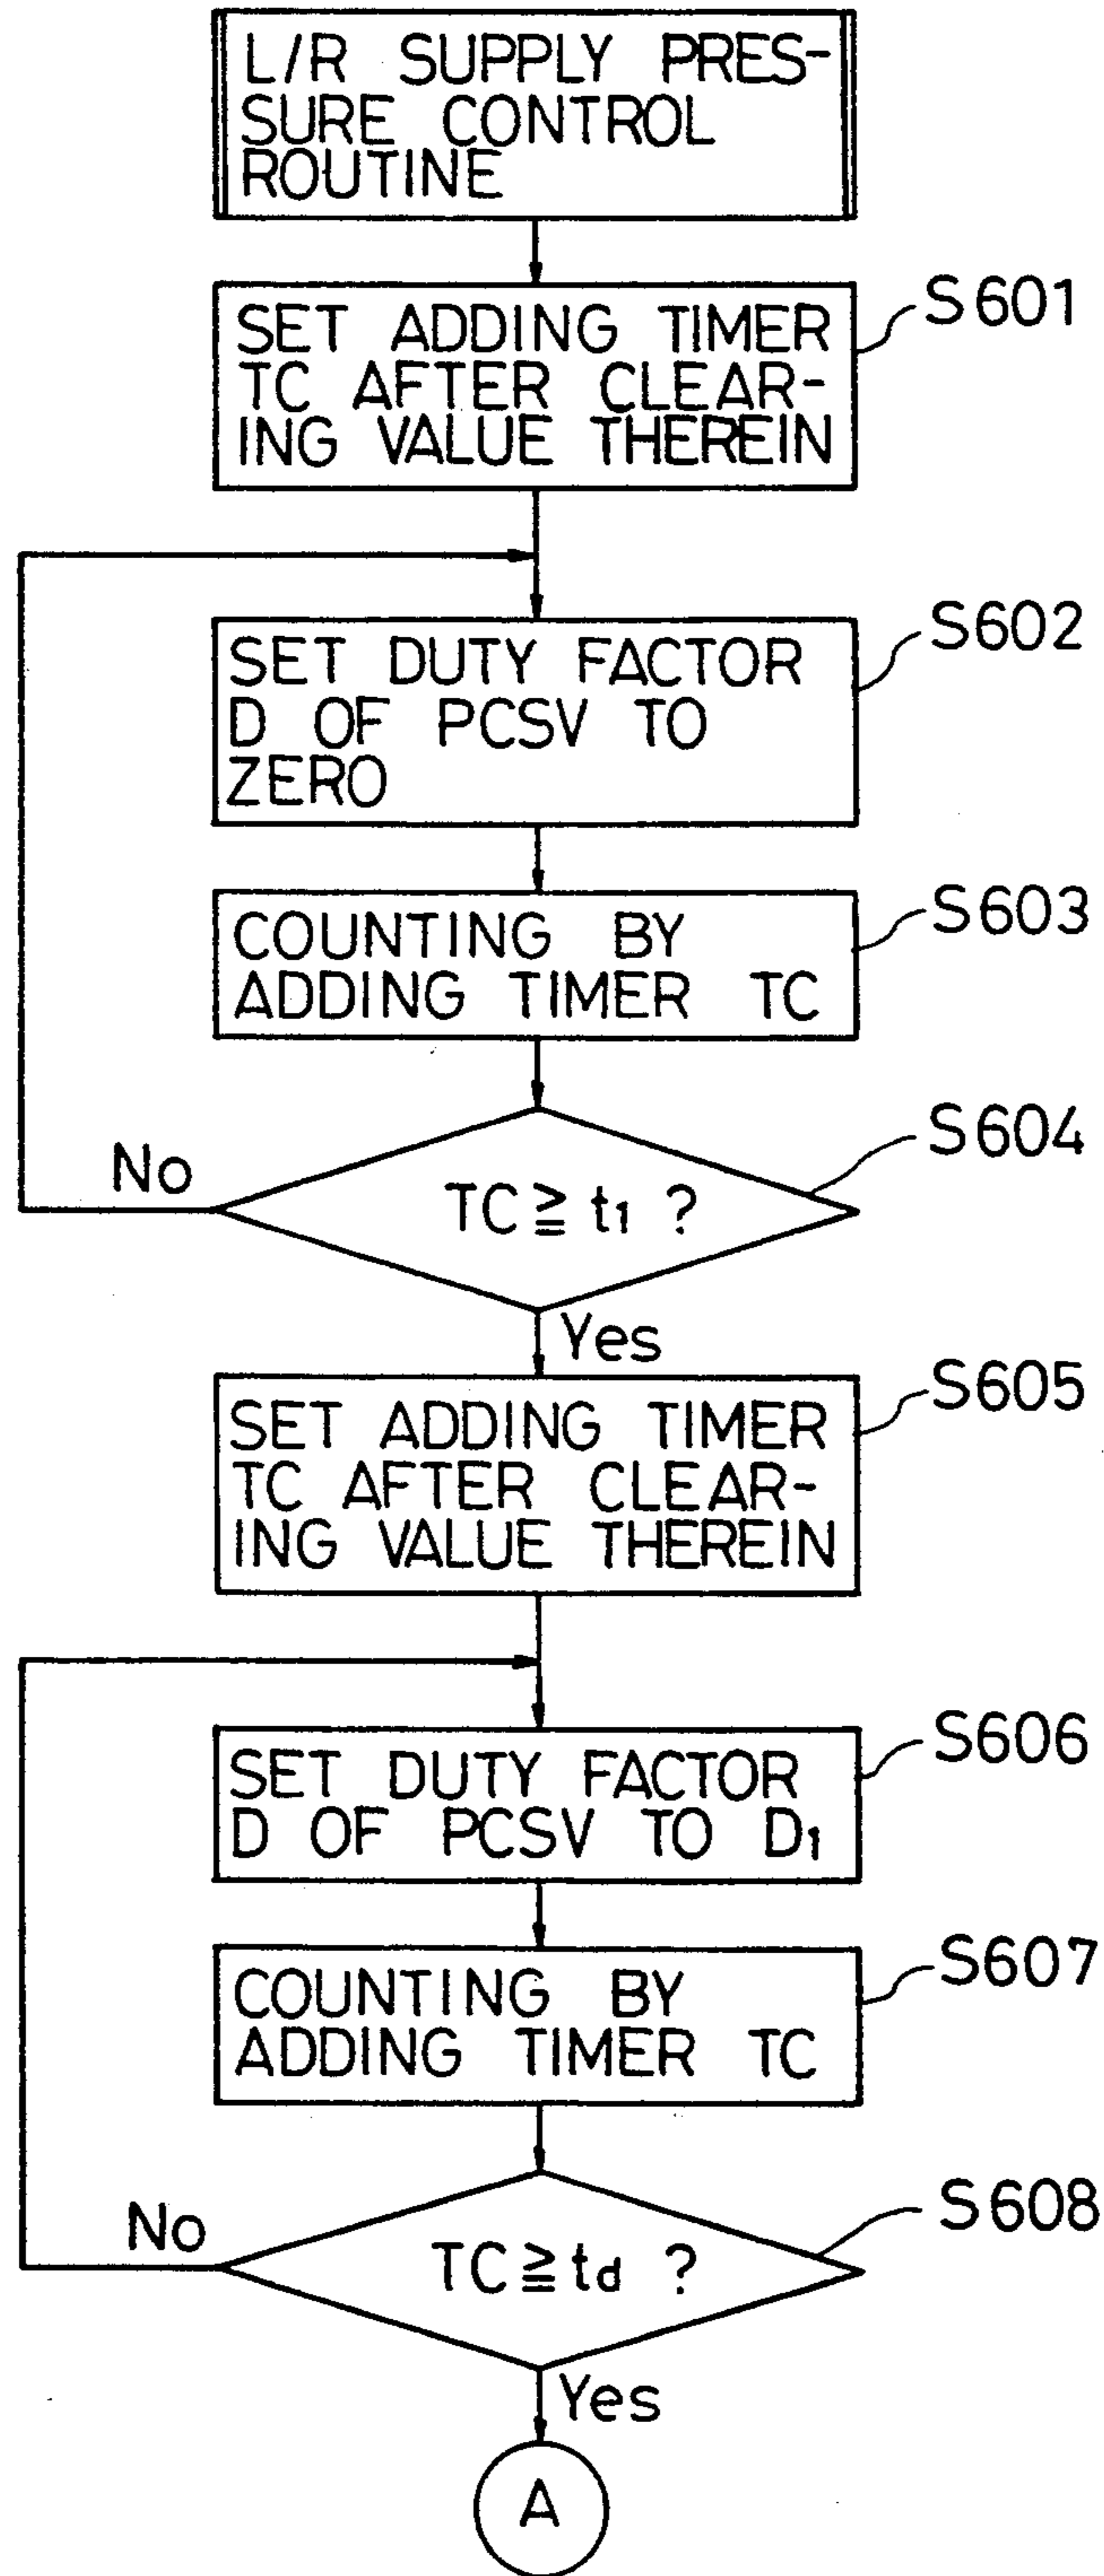 L/R SUPPLY PRES-
SURE CONTROL
ROUTINE
S601
SET ADDING TIMER
TC AFTER CLEAR-
ING VALUE THEREIN
S602
SET DUTY FACTOR
D OF PCSV TO
ZERO
S603
COUNTING BY
ADDING TIMER TC
S604
No
TC ≧ t₁ ?
Yes
S605
SET ADDING TIMER
TC AFTER CLEAR-
ING VALUE THEREIN
S606
SET DUTY FACTOR
D OF PCSV TO D₁
S607
COUNTING BY
ADDING TIMER TC
S608
No
TC ≧ td ?
Yes
A